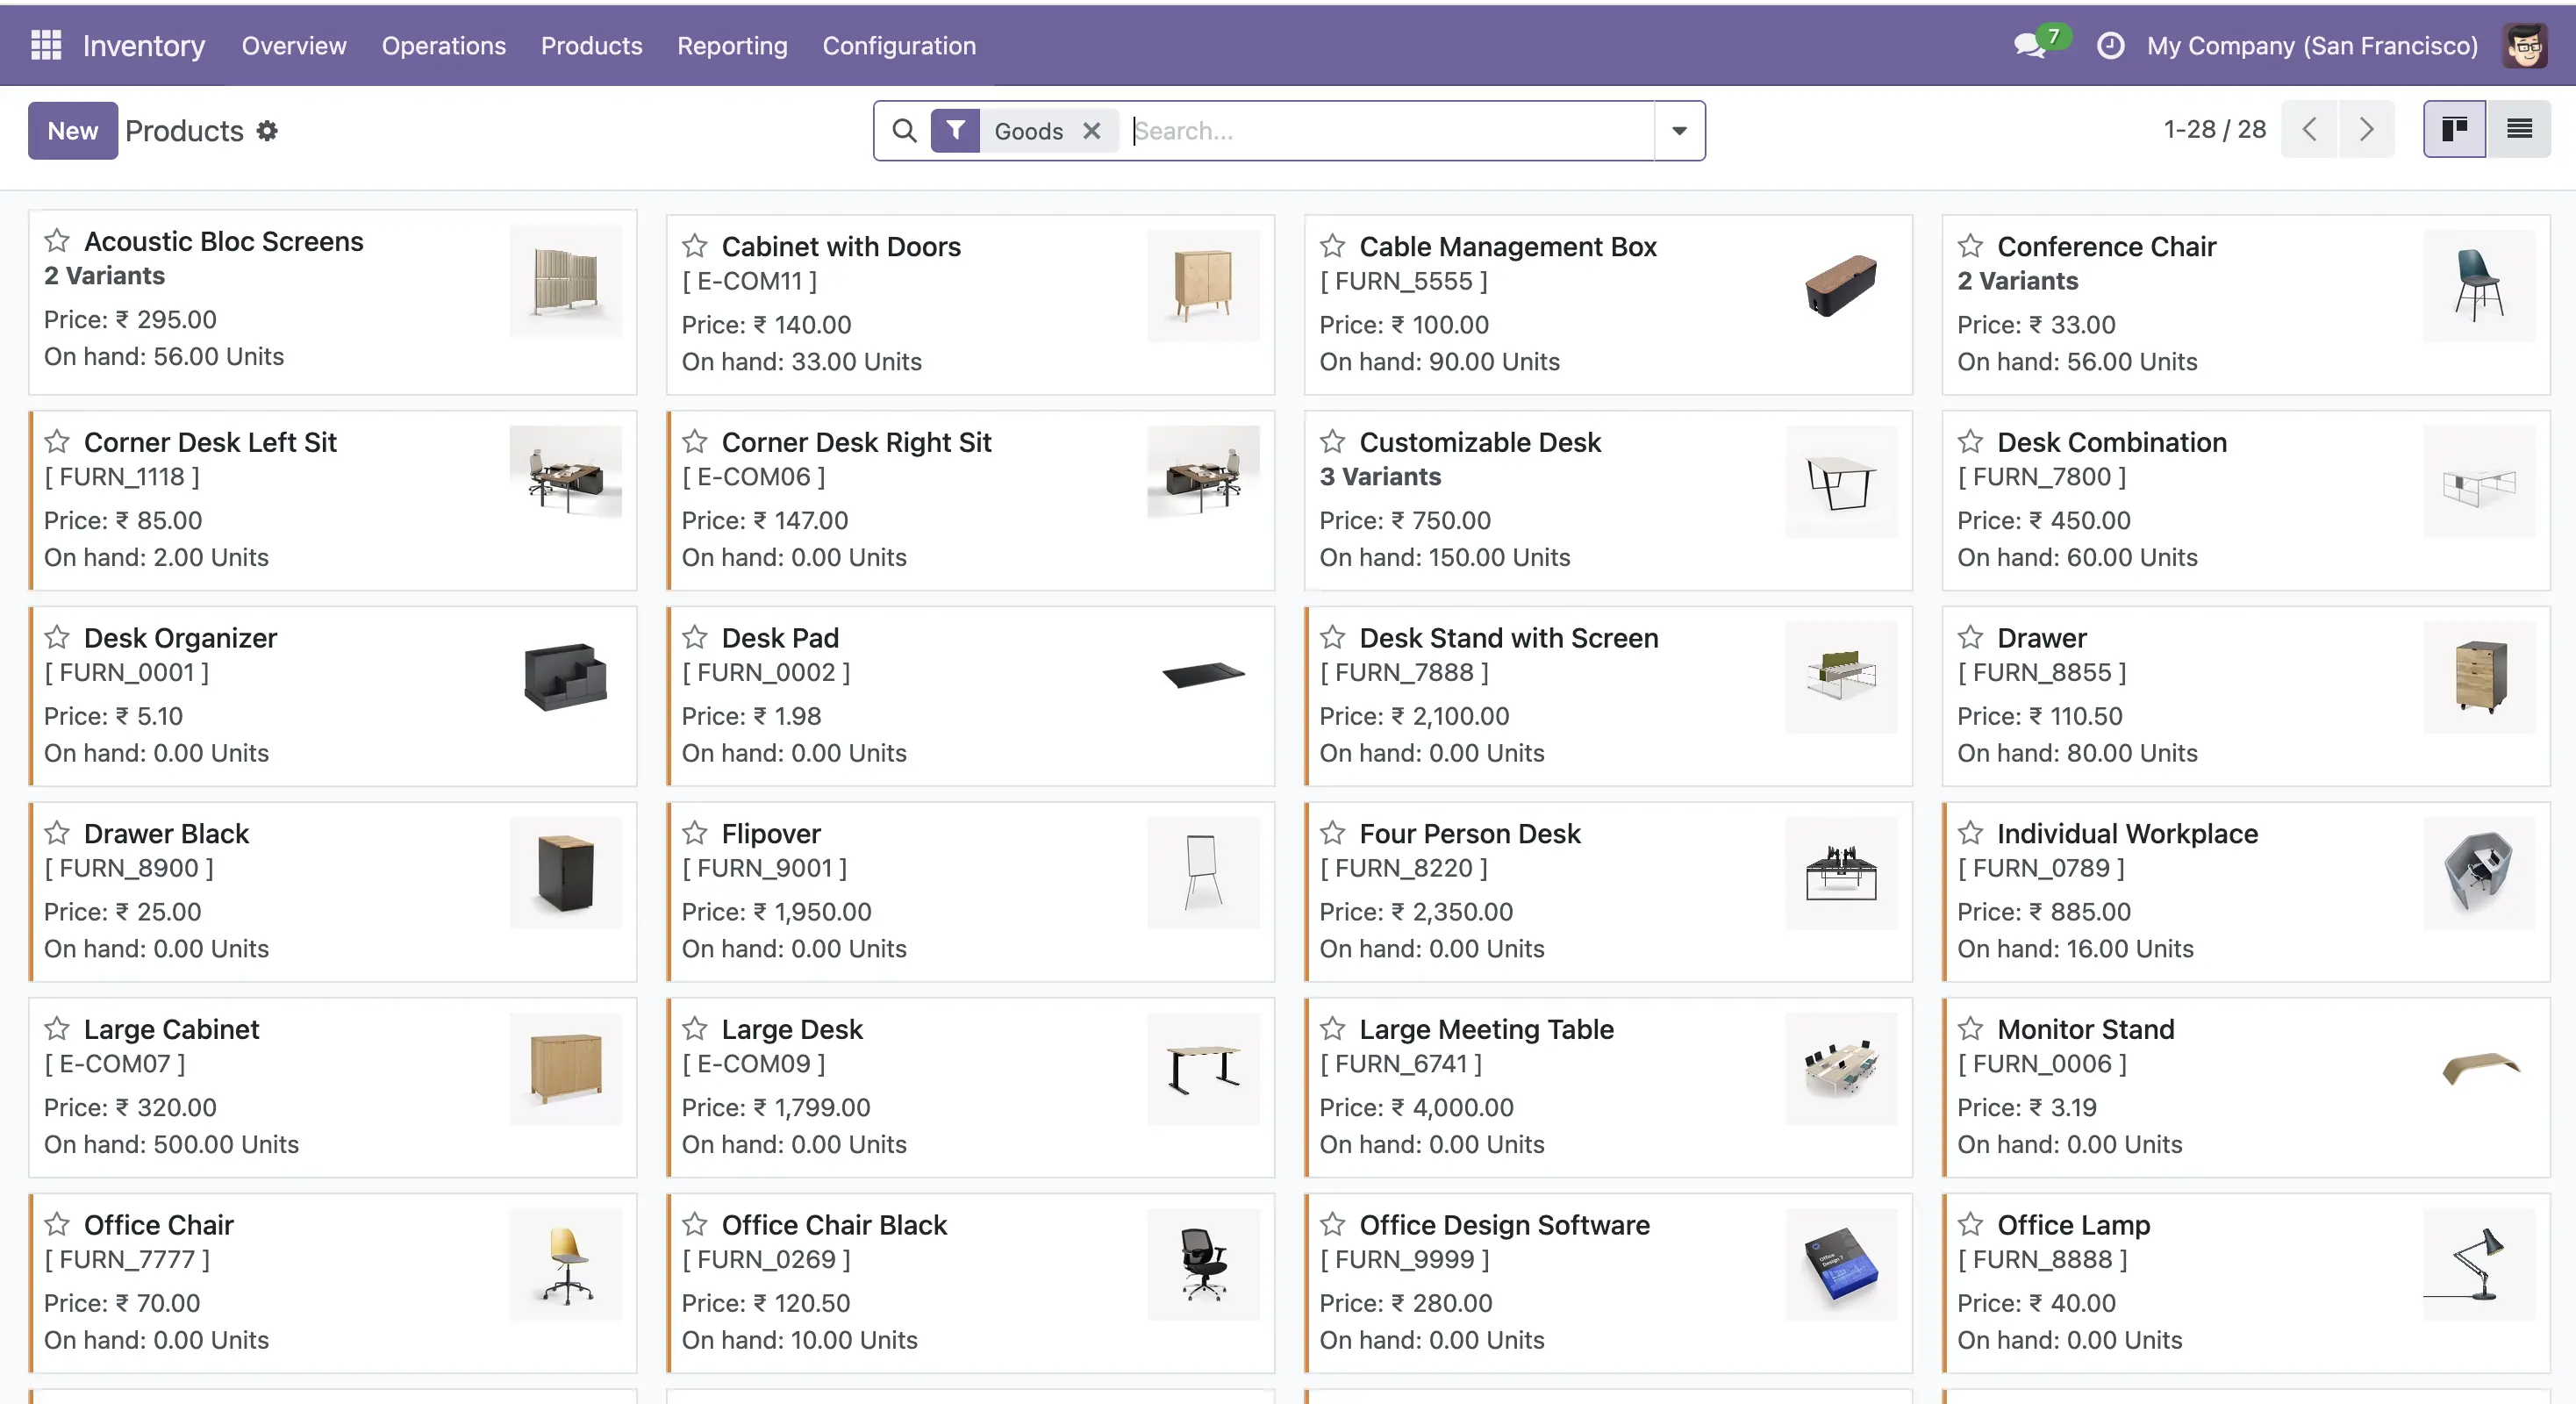 Inventory Overview Operations Products Reporting Configuration 7 My Company (San Francisco)
New Products Goods Search... 1-28 / 28
Acoustic Bloc Screens
2 Variants
Price: ₹ 295.00
On hand: 56.00 Units
Cabinet with Doors
[ E-COM11 ]
Price: ₹ 140.00
On hand: 33.00 Units
Cable Management Box
[ FURN_5555 ]
Price: ₹ 100.00
On hand: 90.00 Units
Conference Chair
2 Variants
Price: ₹ 33.00
On hand: 56.00 Units
Corner Desk Left Sit
[ FURN_1118 ]
Price: ₹ 85.00
On hand: 2.00 Units
Corner Desk Right Sit
[ E-COM06 ]
Price: ₹ 147.00
On hand: 0.00 Units
Customizable Desk
3 Variants
Price: ₹ 750.00
On hand: 150.00 Units
Desk Combination
[ FURN_7800 ]
Price: ₹ 450.00
On hand: 60.00 Units
Desk Organizer
[ FURN_0001 ]
Price: ₹ 5.10
On hand: 0.00 Units
Desk Pad
[ FURN_0002 ]
Price: ₹ 1.98
On hand: 0.00 Units
Desk Stand with Screen
[ FURN_7888 ]
Price: ₹ 2,100.00
On hand: 0.00 Units
Drawer
[ FURN_8855 ]
Price: ₹ 110.50
On hand: 80.00 Units
Drawer Black
[ FURN_8900 ]
Price: ₹ 25.00
On hand: 0.00 Units
Flipover
[ FURN_9001 ]
Price: ₹ 1,950.00
On hand: 0.00 Units
Four Person Desk
[ FURN_8220 ]
Price: ₹ 2,350.00
On hand: 0.00 Units
Individual Workplace
[ FURN_0789 ]
Price: ₹ 885.00
On hand: 16.00 Units
Large Cabinet
[ E-COM07 ]
Price: ₹ 320.00
On hand: 500.00 Units
Large Desk
[ E-COM09 ]
Price: ₹ 1,799.00
On hand: 0.00 Units
Large Meeting Table
[ FURN_6741 ]
Price: ₹ 4,000.00
On hand: 0.00 Units
Monitor Stand
[ FURN_0006 ]
Price: ₹ 3.19
On hand: 0.00 Units
Office Chair
[ FURN_7777 ]
Price: ₹ 70.00
On hand: 0.00 Units
Office Chair Black
[ FURN_0269 ]
Price: ₹ 120.50
On hand: 10.00 Units
Office Design Software
[ FURN_9999 ]
Price: ₹ 280.00
On hand: 0.00 Units
Office
Design 7
Office Lamp
[ FURN_8888 ]
Price: ₹ 40.00
On hand: 0.00 Units